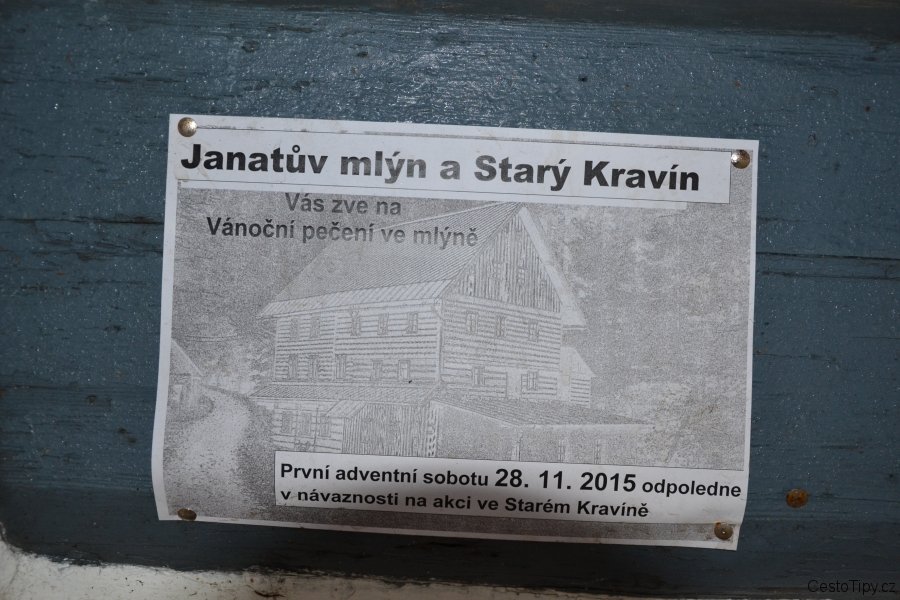 Janatův mlýn a Starý Kravín
Vás zve na
Vánoční pečení ve mlýně
První adventní sobotu 28. 11. 2015 odpoledne
v návaznosti na akci ve Starém Kravíně
CestoTipy.cz